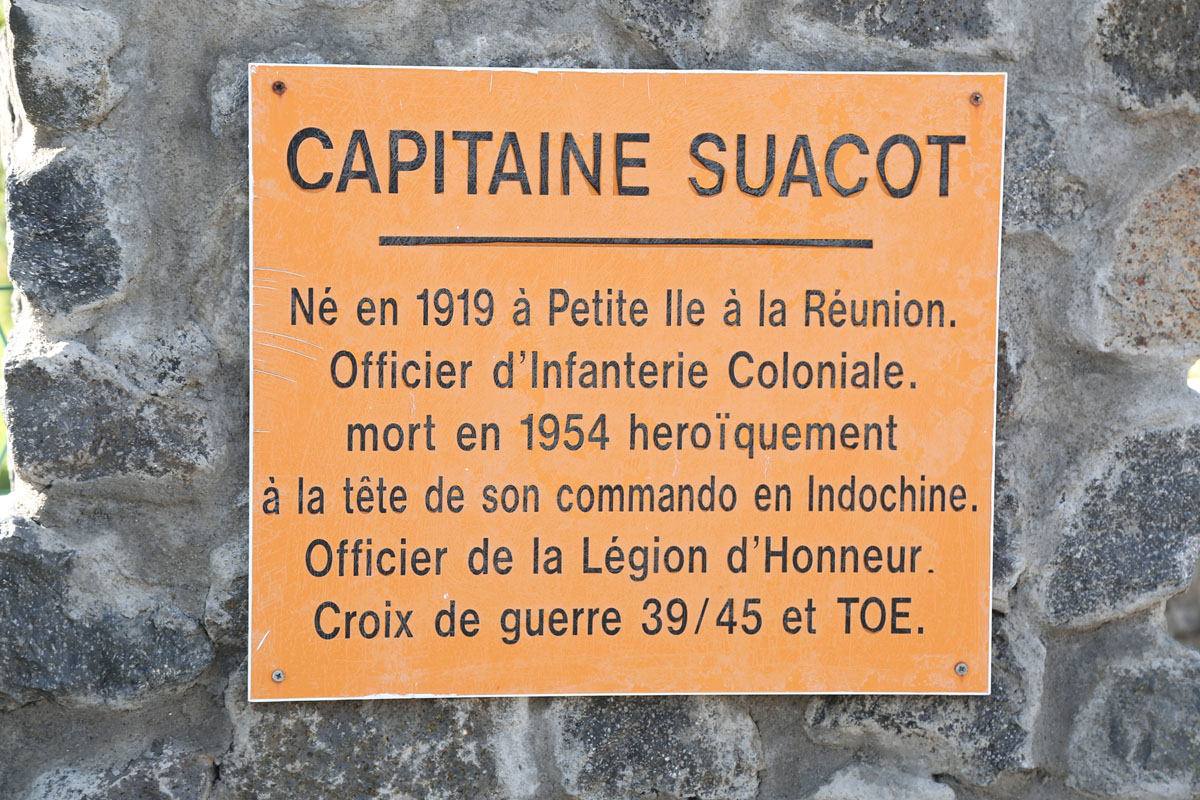 CAPITAINE SUACOT
Né en 1919 à Petite Ile à la Réunion.
Officier d'Infanterie Coloniale.
mort en 1954 heroïquement
à la tête de son commando en Indochine.
Officier de la Légion d'Honneur.
Croix de guerre 39/45 et TOE.